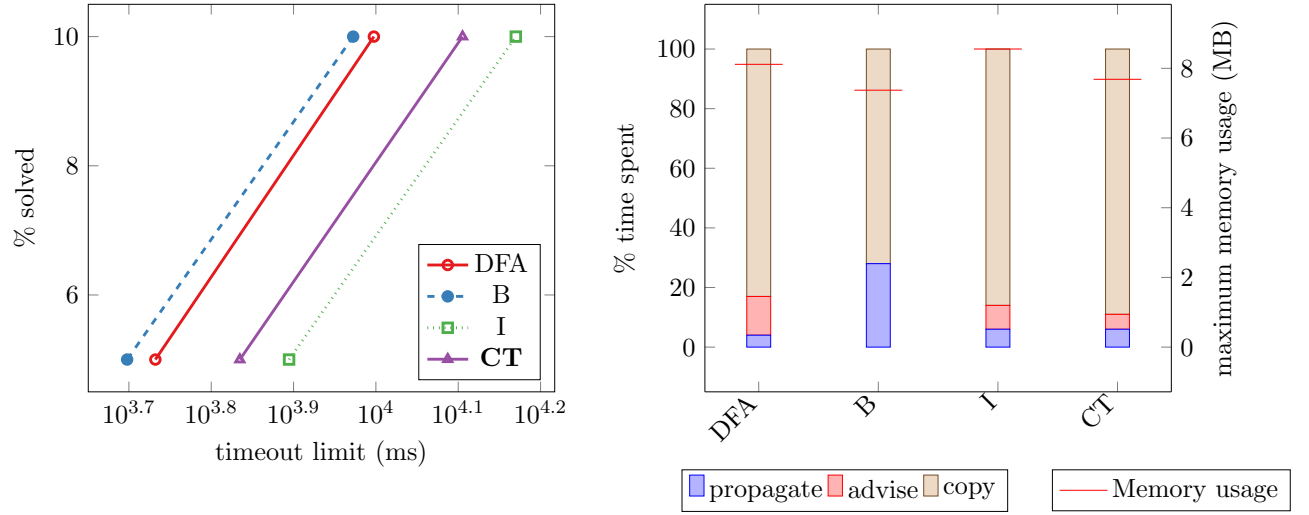 10
8
6
% solved
10^3.7 10^3.8 10^3.9 10^4 10^4.1 10^4.2
timeout limit (ms)
DFA
B
I
CT
100
80
60
40
20
0
% time spent
8
6
4
2
0
maximum memory usage (MB)
DFA B I CT
propagate advise copy
Memory usage